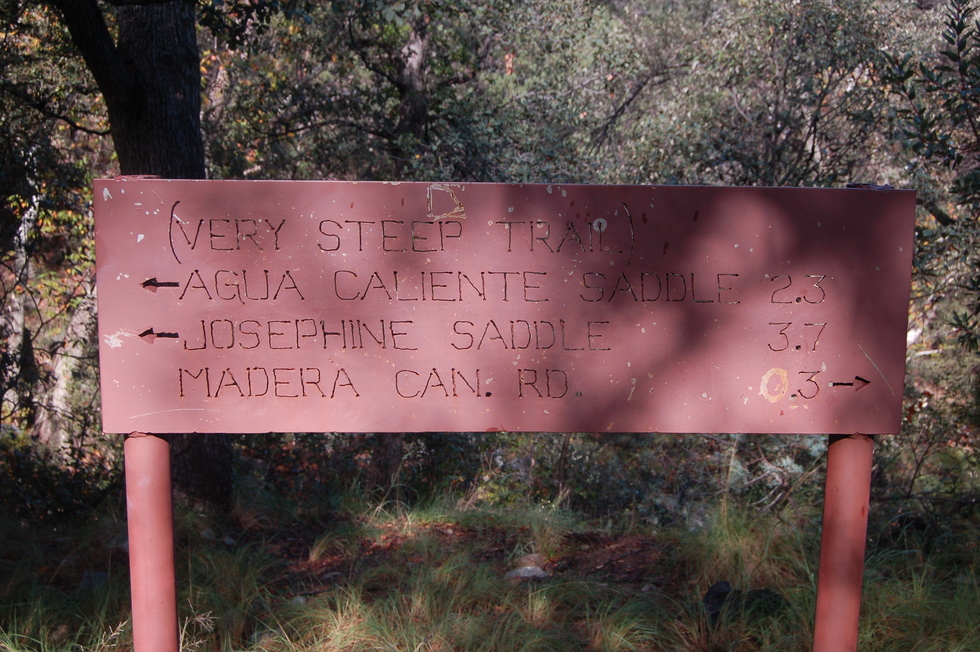 (VERY STEEP TRAIL)
← AGUA CALIENTE SADDLE 2.3
← JOSEPHINE SADDLE 3.7
MADERA CAN. RD. 0.3 →